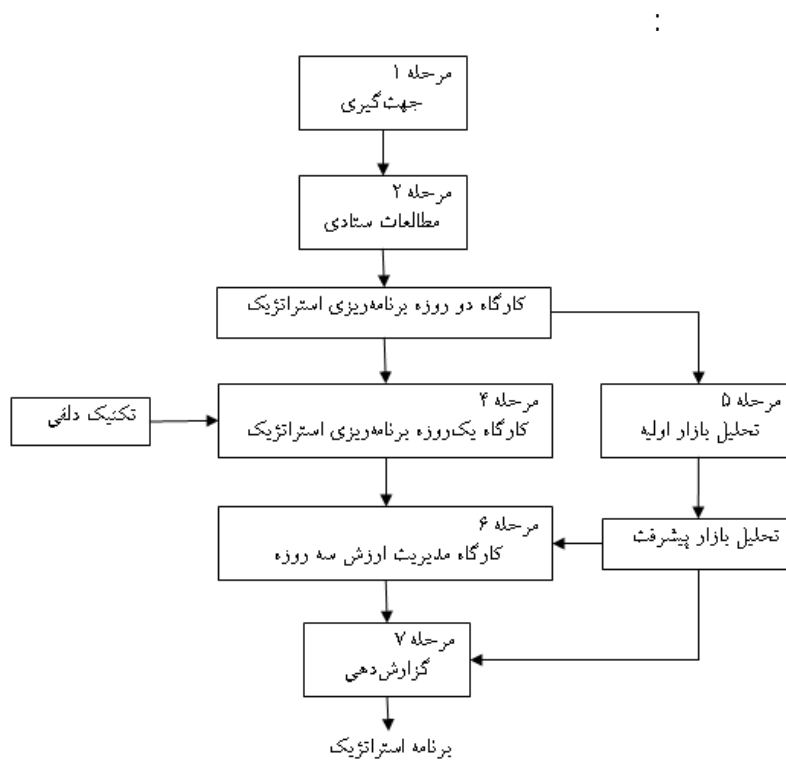 :
مرحله ۱
جهت‌گیری
مرحله ۲
مطالعات ستادی
کارگاه دو روزه برنامه‌ریزی استراتژیک
مرحله ۴
کارگاه یک‌روزه برنامه‌ریزی استراتژیک
مرحله ۵
تحلیل بازار اولیه
تکنیک دلفی
مرحله ۶
کارگاه مدیریت ارزش سه روزه
تحلیل بازار پیشرفت
مرحله ۷
گزارش‌دهی
برنامه استراتژیک